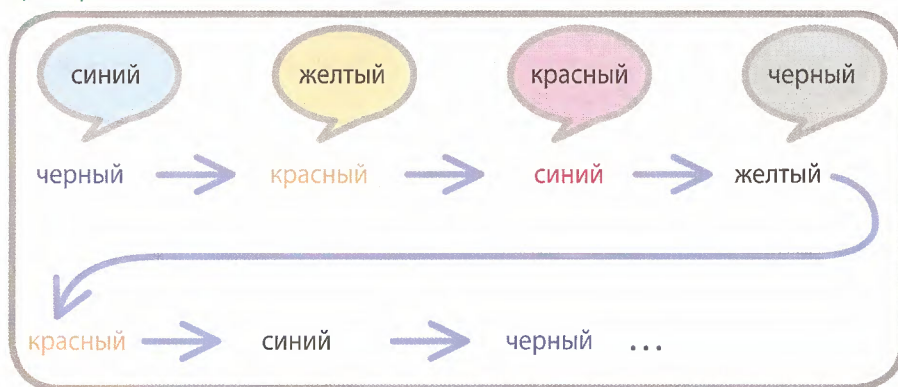 синий желтый красный черный
черный красный синий желтый
красный синий черный ...